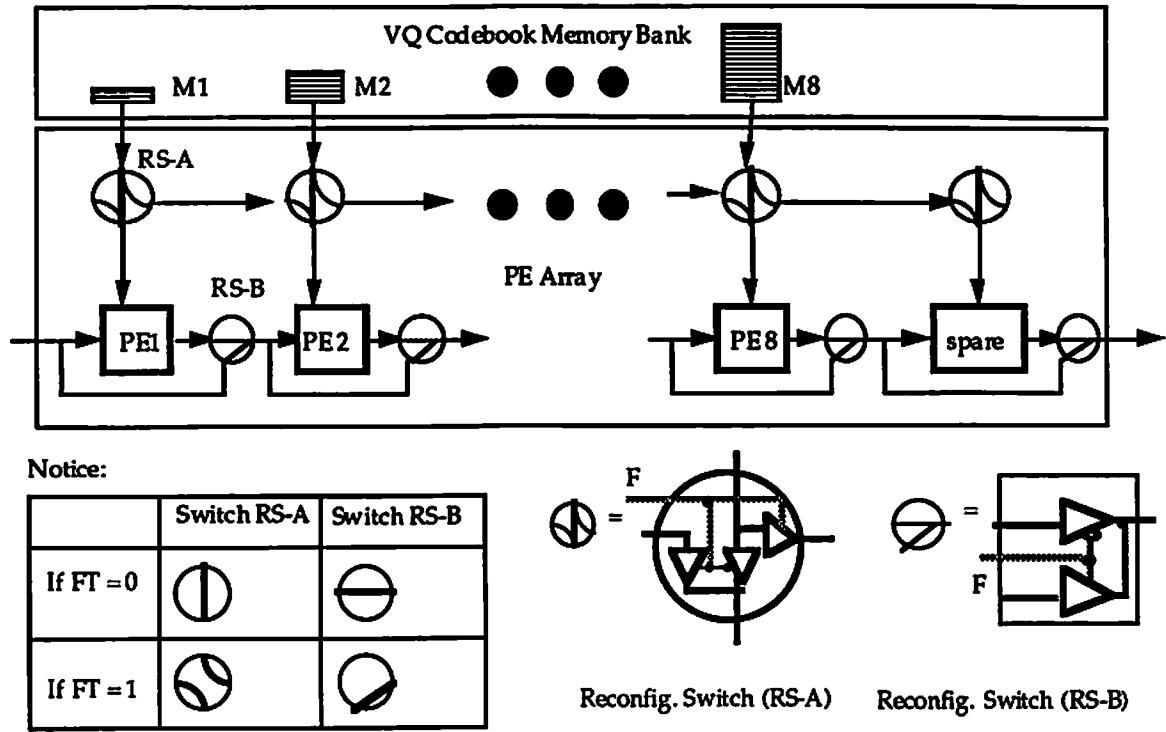 VQ Codebook Memory Bank
M1
M2
M8
RS-A
PE Array
RS-B
PE1
PE2
PE8
spare
Notice:
Switch RS-A
Switch RS-B
If FT = 0
If FT = 1
F
=
=
F
Reconfig. Switch (RS-A)
Reconfig. Switch (RS-B)